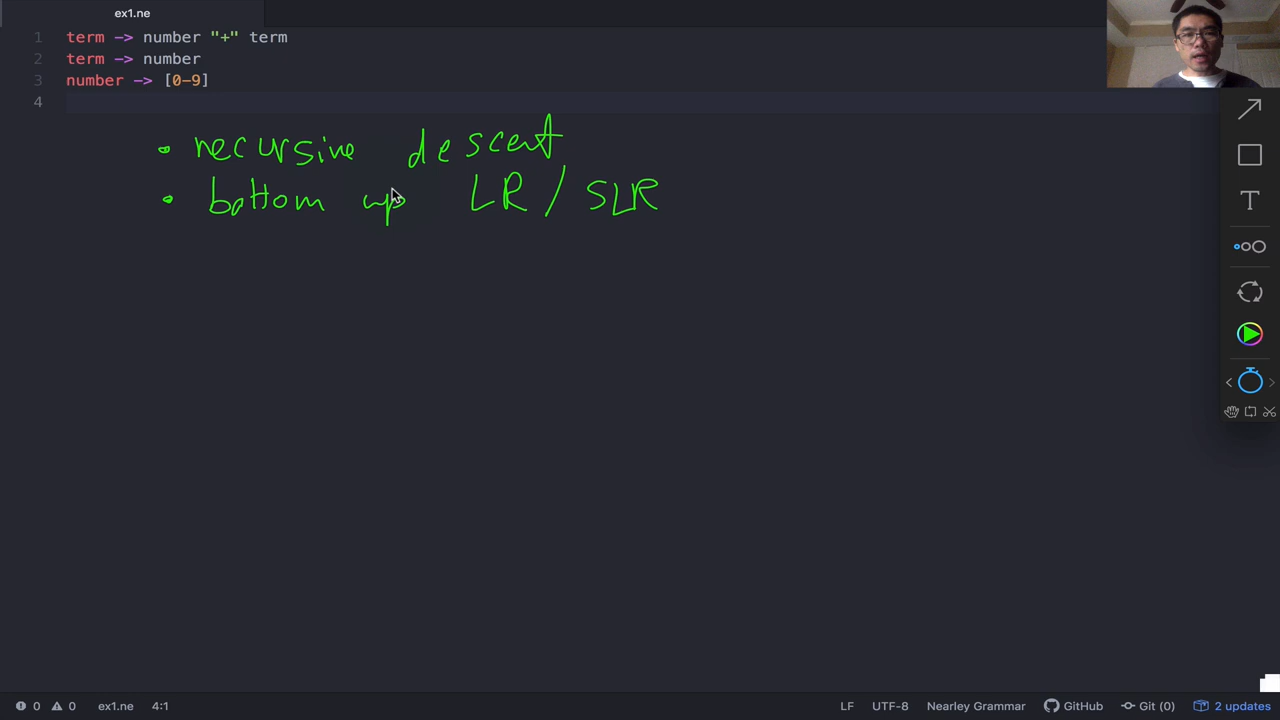 ex1.ne
1 term -> number "+" term
2 term -> number
3 number -> [0-9]
4
• recursive descent
• bottom up LR / SLR
T
0 0 ex1.ne 4:1 LF UTF-8 Nearley Grammar GitHub Git (0) 2 updates